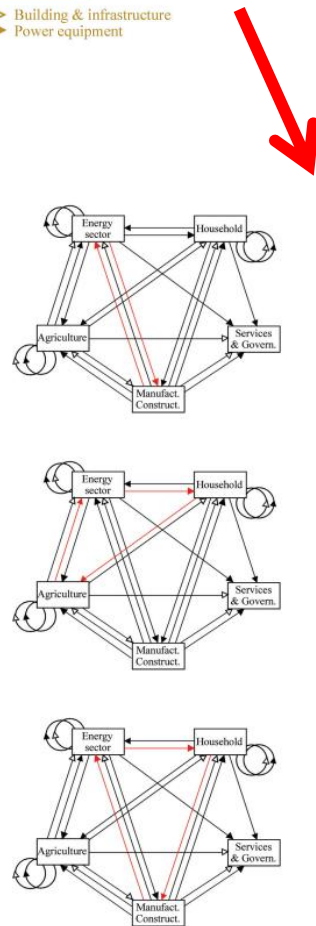 Building & infrastructure
Power equipment
Energy
sector
Household
Agriculture
Services
& Govern.
Manufact.
Construct.
Energy
sector
Household
Agriculture
Services
& Govern.
Manufact.
Construct.
Energy
sector
Household
Agriculture
Services
& Govern.
Manufact.
Construct.